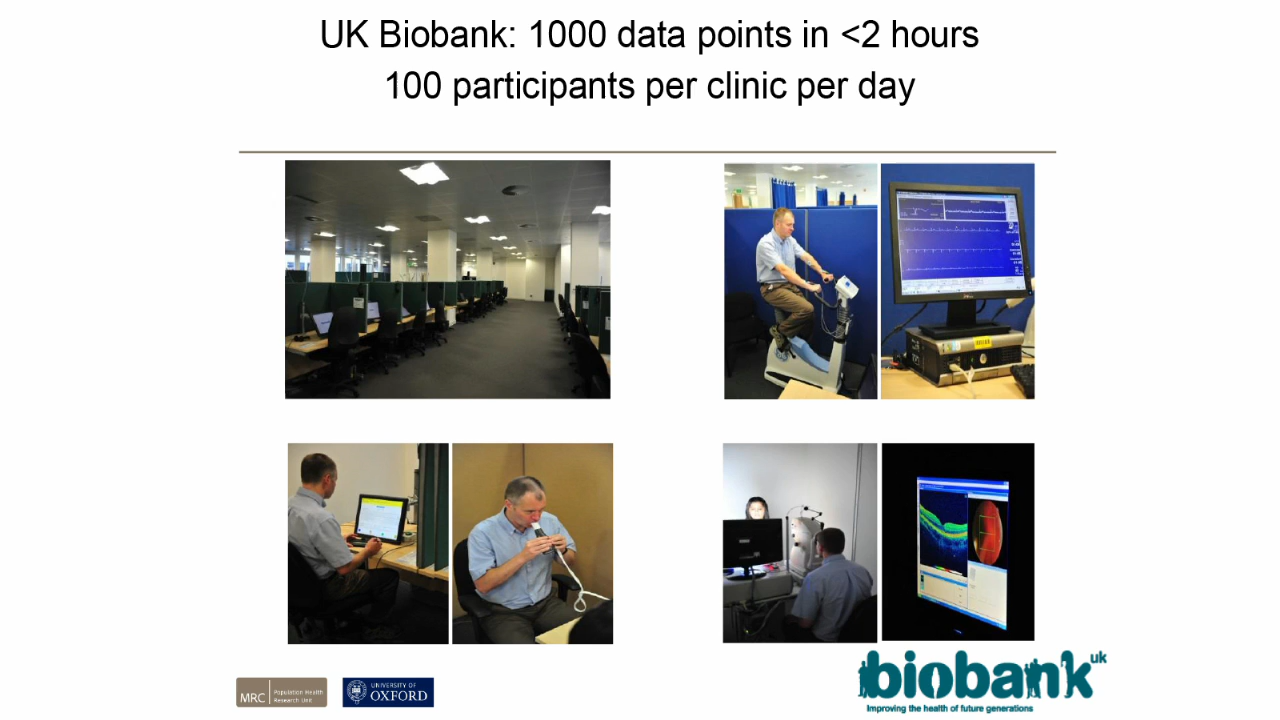 UK Biobank: 1000 data points in <2 hours
100 participants per clinic per day
MRC
Population Health
Research Unit
UNIVERSITY OF
OXFORD
biobank uk
Improving the health of future generations